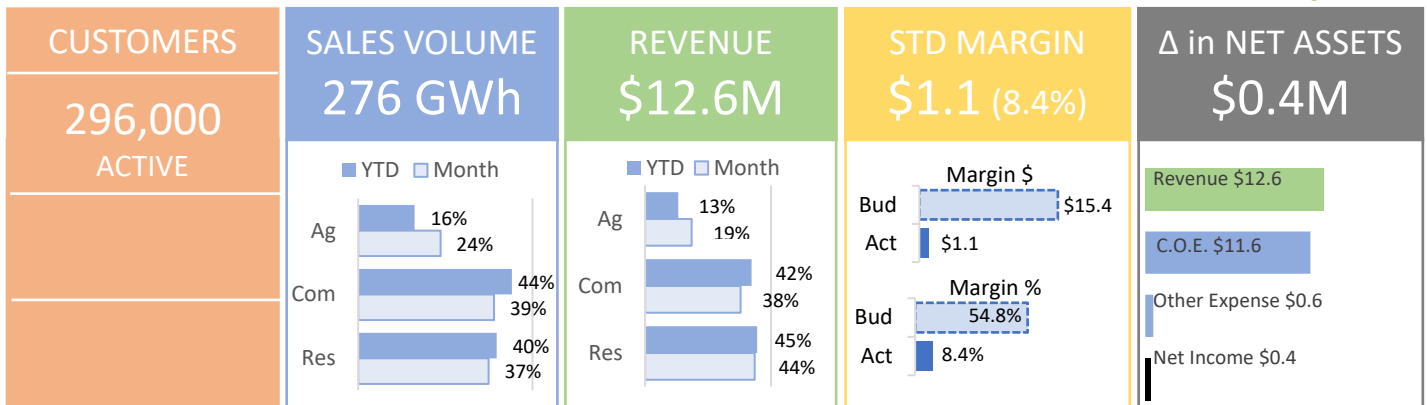 CUSTOMERS
296,000
ACTIVE
SALES VOLUME
276 GWh
YTD Month
Ag
16%
24%
Com
44%
39%
Res
40%
37%
REVENUE
$12.6M
YTD Month
Ag
13%
19%
Com
42%
38%
Res
45%
44%
STD MARGIN
$1.1 (8.4%)
Margin $
Bud $15.4
Act $1.1
Margin %
Bud 54.8%
Act 8.4%
Δ in NET ASSETS
$0.4M
Revenue $12.6
C.O.E. $11.6
Other Expense $0.6
Net Income $0.4